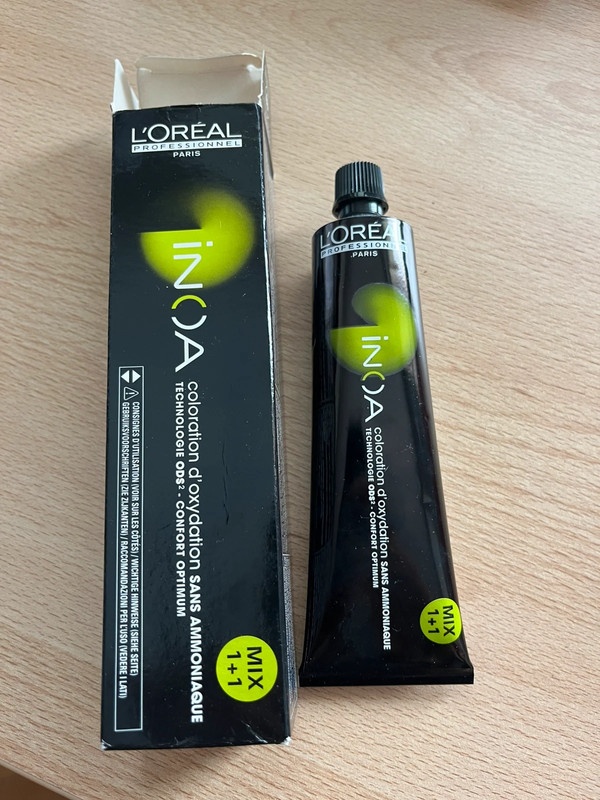 L'ORÉAL
PROFESSIONNEL
PARIS
iNOA
coloration d'oxydation SANS AMMONIAQUE
TECHNOLOGIE ODS² - CONFORT OPTIMUM
CONSIGNES D'UTILISATION (VOIR SUR LES CÔTÉS) / WICHTIGE HINWEISE (SIEHE SEITE)
GEBRUIKSVOORSCHRIFTEN (ZIE ZIJKANTEN) / RACCOMANDAZIONI PER L'USO (VEDERE I LATI)
MIX
1+1
L'ORÉAL
PROFESSIONNEL
.PARIS
iNOA
coloration d'oxydation SANS AMMONIAQUE
TECHNOLOGIE ODS² - CONFORT OPTIMUM
MIX
1+1